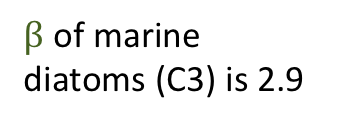 β of marine
diatoms (C3) is 2.9